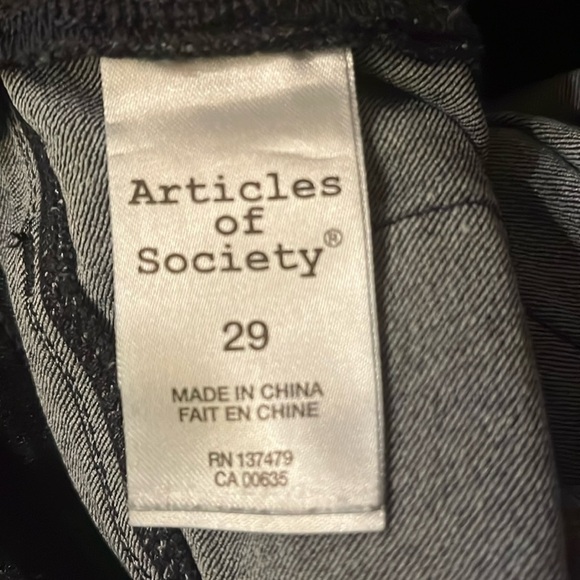 Articles
of
Society®
29
MADE IN CHINA
FAIT EN CHINE
RN 137479
CA 00635